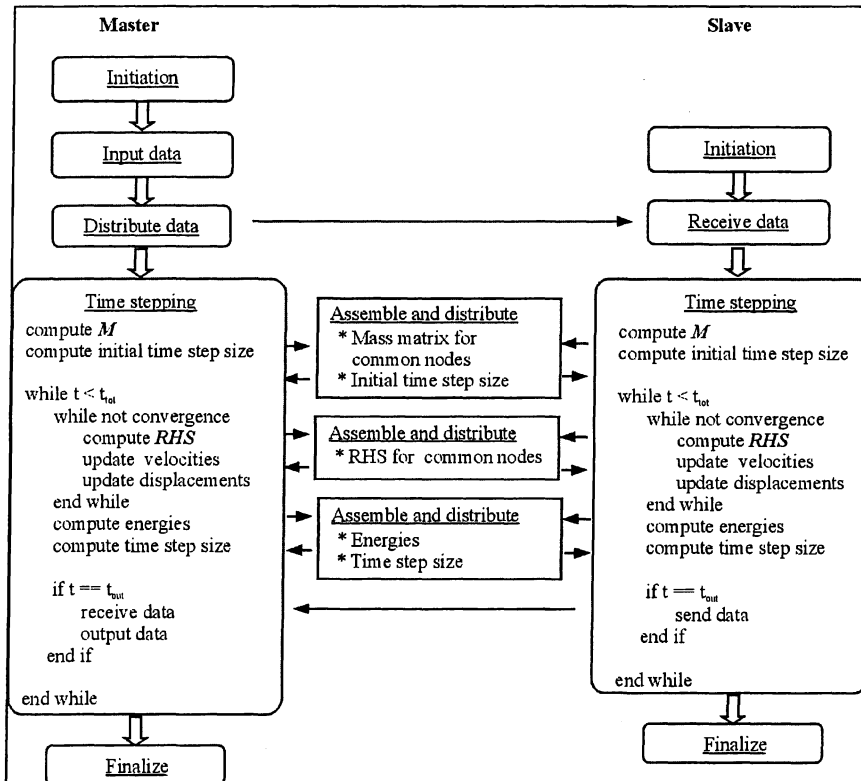 Master
Initiation
Input data
Distribute data
Time stepping
compute M
compute initial time step size
while t < t_tot
while not convergence
compute RHS
update velocities
update displacements
end while
compute energies
compute time step size
if t == t_out
receive data
output data
end if
end while
Finalize
Assemble and distribute
* Mass matrix for
common nodes
* Initial time step size
Assemble and distribute
* RHS for common nodes
Assemble and distribute
* Energies
* Time step size
Slave
Initiation
Receive data
Time stepping
compute M
compute initial time step size
while t < t_tot
while not convergence
compute RHS
update velocities
update displacements
end while
compute energies
compute time step size
if t == t_out
send data
end if
end while
Finalize